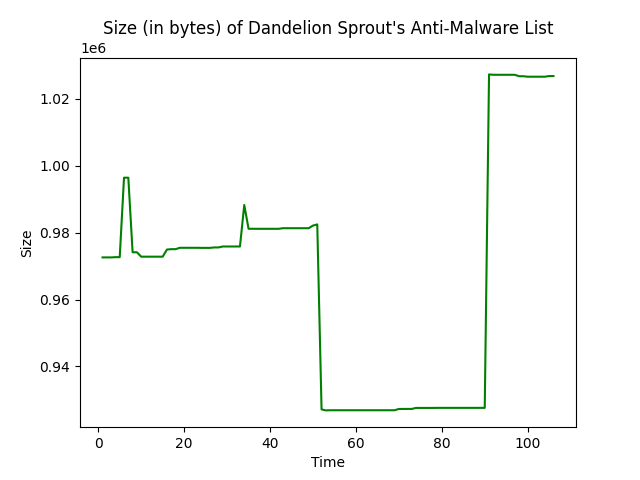 Size (in bytes) of Dandelion Sprout's Anti-Malware List
1e6
1.02
1.00
0.98
0.96
0.94
Size
0 20 40 60 80 100
Time